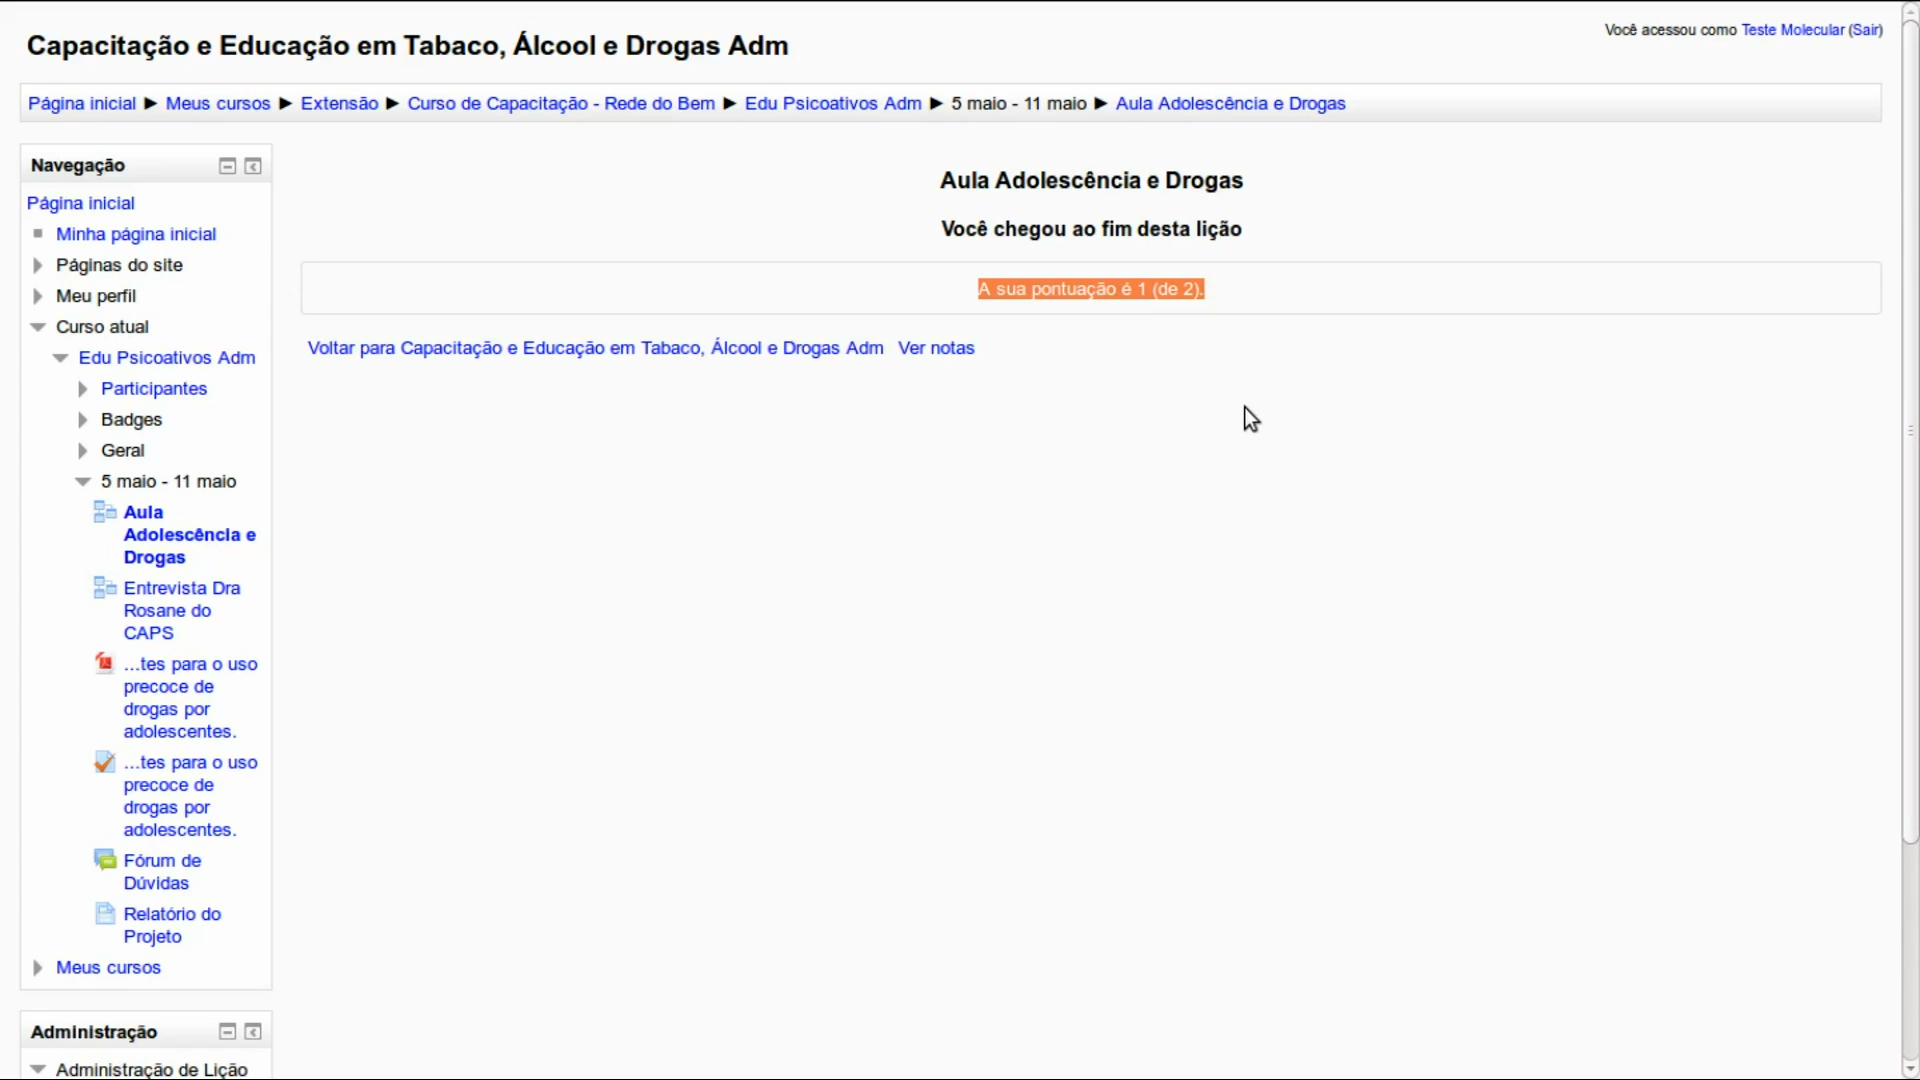 Capacitação e Educação em Tabaco, Álcool e Drogas Adm
Você acessou como Teste Molecular (Sair)
Página inicial ► Meus cursos ► Extensão ► Curso de Capacitação - Rede do Bem ► Edu Psicoativos Adm ► 5 maio - 11 maio ► Aula Adolescência e Drogas
Navegação
Página inicial
Minha página inicial
Páginas do site
Meu perfil
Curso atual
Edu Psicoativos Adm
Participantes
Badges
Geral
5 maio - 11 maio
Aula
Adolescência e
Drogas
Entrevista Dra
Rosane do
CAPS
...tes para o uso
precoce de
drogas por
adolescentes.
...tes para o uso
precoce de
drogas por
adolescentes.
Fórum de
Dúvidas
Relatório do
Projeto
Meus cursos
Administração
Administração de Lição
Aula Adolescência e Drogas
Você chegou ao fim desta lição
A sua pontuação é 1 (de 2).
Voltar para Capacitação e Educação em Tabaco, Álcool e Drogas Adm Ver notas